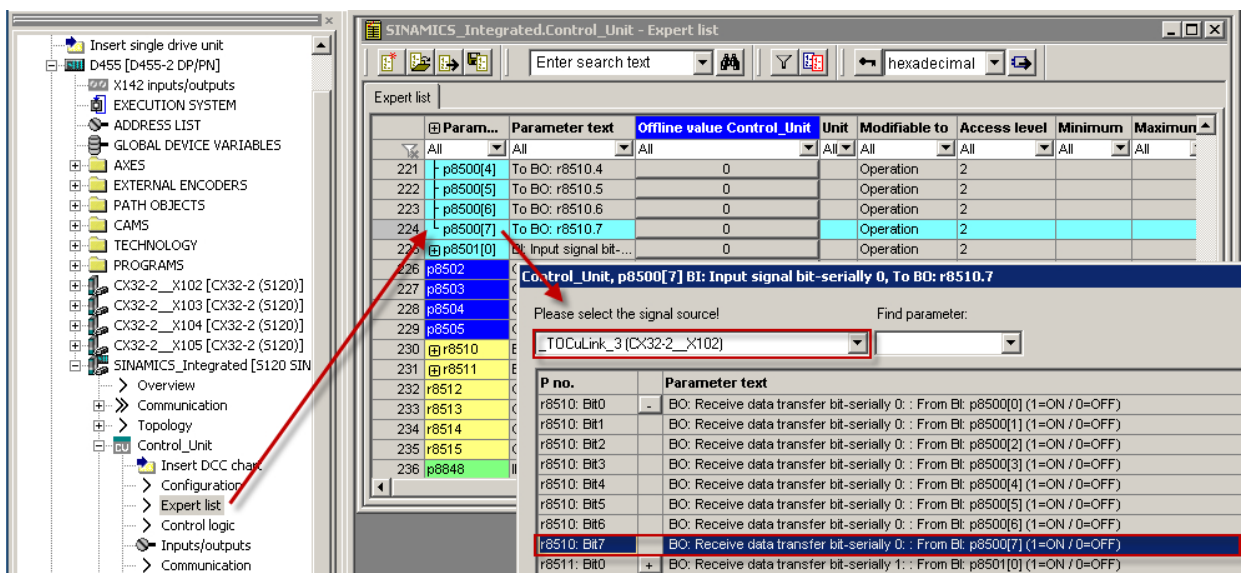 Insert single drive unit
D455 [D455-2 DP/PN]
X142 inputs/outputs
EXECUTION SYSTEM
ADDRESS LIST
GLOBAL DEVICE VARIABLES
AXES
EXTERNAL ENCODERS
PATH OBJECTS
CAMS
TECHNOLOGY
PROGRAMS
CX32-2__X102 [CX32-2 (S120)]
CX32-2__X103 [CX32-2 (S120)]
CX32-2__X104 [CX32-2 (S120)]
CX32-2__X105 [CX32-2 (S120)]
SINAMICS_Integrated [S120 SIN
Overview
Communication
Topology
Control_Unit
Insert DCC chart
Configuration
Expert list
Control logic
Inputs/outputs
Communication
SINAMICS_Integrated.Control_Unit - Expert list
Enter search text hexadecimal
Expert list
Param... Parameter text Offline value Control_Unit Unit Modifiable to Access level Minimum Maximum
All All All All All All All All
221 p8500[4] To BO: r8510.4 0 Operation 2
222 p8500[5] To BO: r8510.5 0 Operation 2
223 p8500[6] To BO: r8510.6 0 Operation 2
224 p8500[7] To BO: r8510.7 0 Operation 2
225 p8501[0] BI: Input signal bit-... 0 Operation 2
226 p8502
227 p8503
228 p8504
229 p8505
230 r8510
231 r8511
232 r8512
233 r8513
234 r8514
235 r8515
236 p8848
Control_Unit, p8500[7] BI: Input signal bit-serially 0, To BO: r8510.7
Please select the signal source! Find parameter:
_TOCuLink_3 (CX32-2__X102)
P no. Parameter text
r8510: Bit0 - BO: Receive data transfer bit-serially 0: : From BI: p8500[0] (1=ON / 0=OFF)
r8510: Bit1 BO: Receive data transfer bit-serially 0: : From BI: p8500[1] (1=ON / 0=OFF)
r8510: Bit2 BO: Receive data transfer bit-serially 0: : From BI: p8500[2] (1=ON / 0=OFF)
r8510: Bit3 BO: Receive data transfer bit-serially 0: : From BI: p8500[3] (1=ON / 0=OFF)
r8510: Bit4 BO: Receive data transfer bit-serially 0: : From BI: p8500[4] (1=ON / 0=OFF)
r8510: Bit5 BO: Receive data transfer bit-serially 0: : From BI: p8500[5] (1=ON / 0=OFF)
r8510: Bit6 BO: Receive data transfer bit-serially 0: : From BI: p8500[6] (1=ON / 0=OFF)
r8510: Bit7 BO: Receive data transfer bit-serially 0: : From BI: p8500[7] (1=ON / 0=OFF)
r8511: Bit0 + BO: Receive data transfer bit-serially 1: : From BI: p8501[0] (1=ON / 0=OFF)